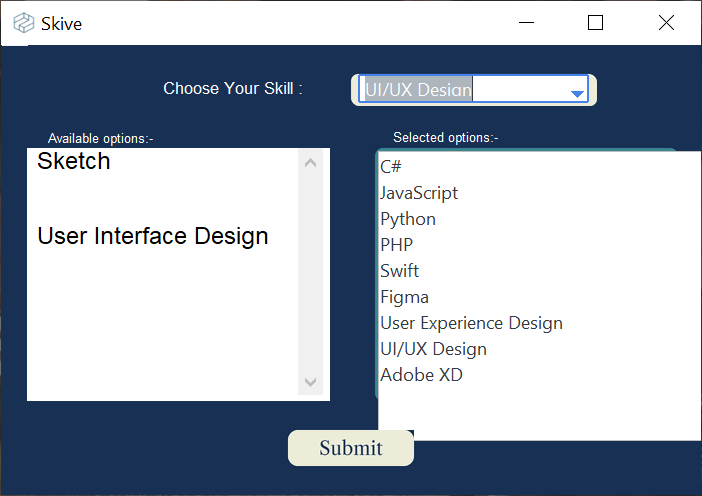 Skive
Choose Your Skill :
UI/UX Design
Available options:-
Selected options:-
Sketch
User Interface Design
C#
JavaScript
Python
PHP
Swift
Figma
User Experience Design
UI/UX Design
Adobe XD
Submit